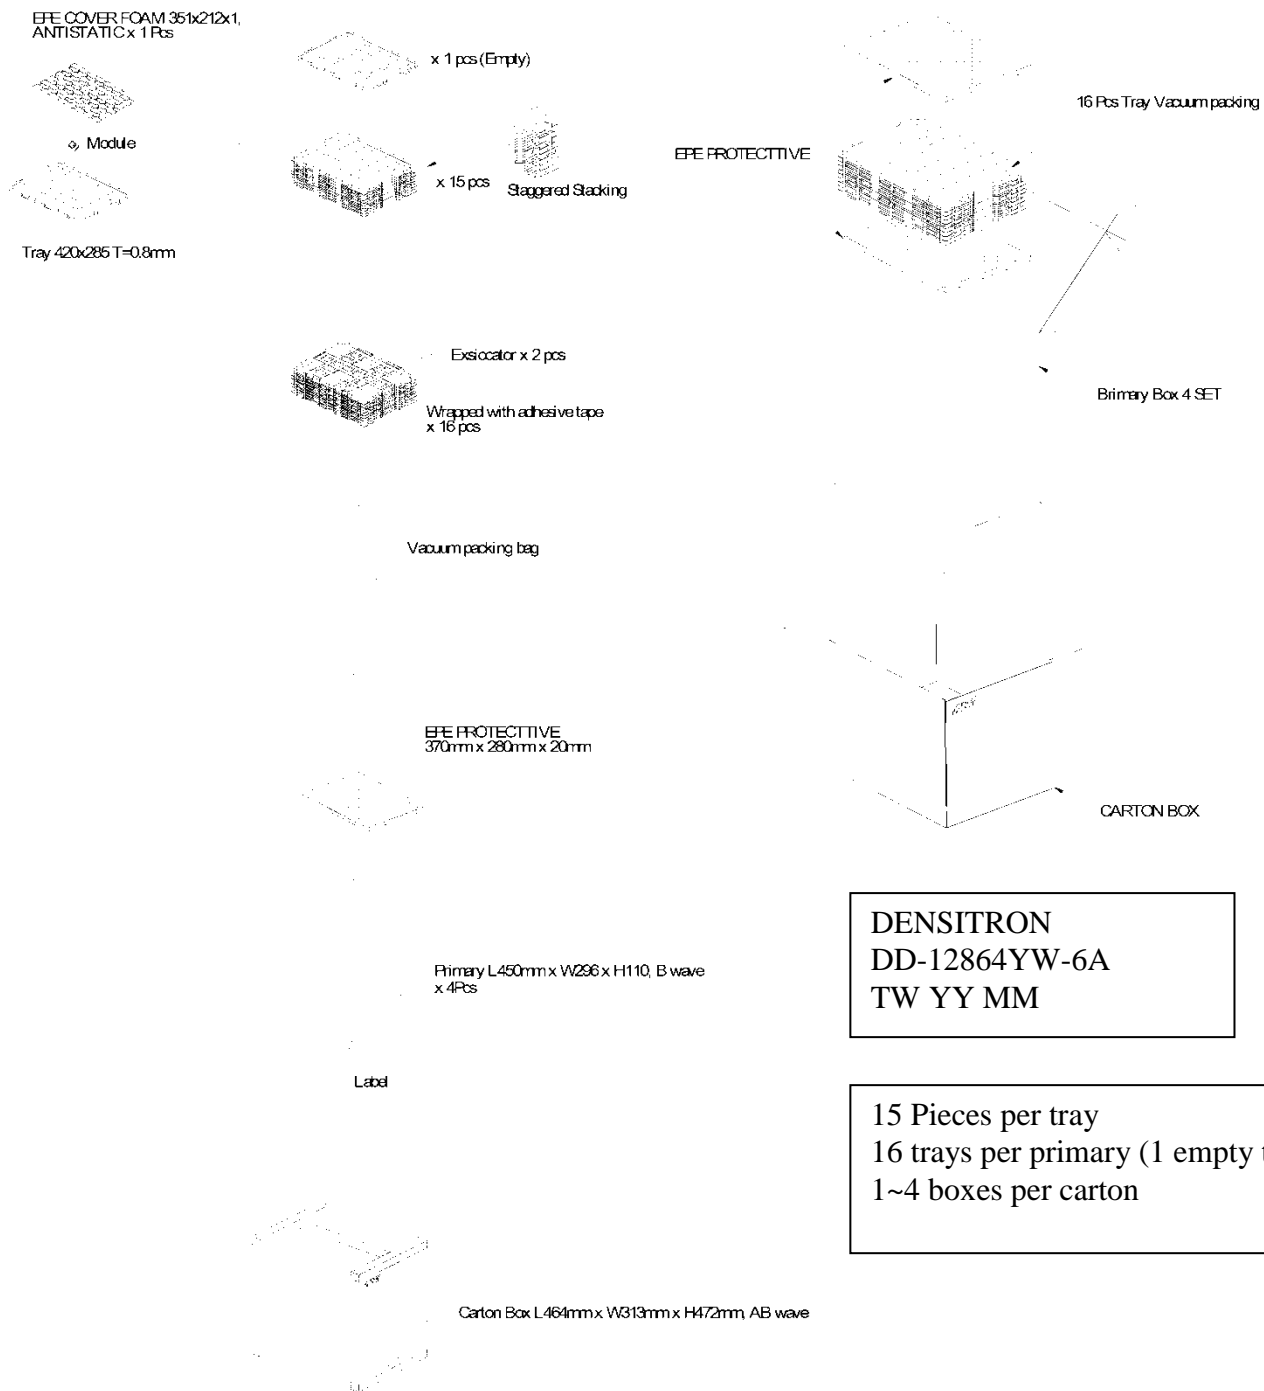 EPE COVER FOAM 351x212x1,
ANTISTATIC x 1 Pcs
Module
Tray 420x285 T=0.8mm
x 1 pcs (Empty)
x 15 pcs
Staggered Stacking
Exsiccator x 2 pcs
Wrapped with adhesive tape
x 16 pcs
Vacuum packing bag
EPE PROTECTTIVE
370mm x 280mm x 20mm
Primary L450mm x W296 x H110, B wave
x 4Pcs
Label
Carton Box L464mm x W313mm x H472mm, AB wave
16 Pcs Tray Vacuum packing
EPE PROTECTTIVE
Brimary Box 4 SET
CARTON BOX
DENSITRON
DD-12864YW-6A
TW YY MM
15 Pieces per tray
16 trays per primary (1 empty t
1~4 boxes per carton